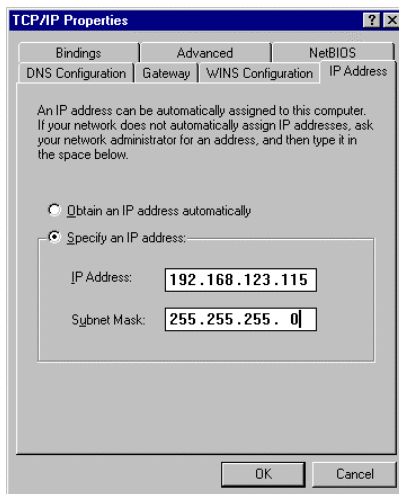 TCP/IP Properties
? X
Bindings Advanced NetBIOS
DNS Configuration Gateway WINS Configuration IP Address
An IP address can be automatically assigned to this computer.
If your network does not automatically assign IP addresses, ask
your network administrator for an address, and then type it in
the space below.
Obtain an IP address automatically
Specify an IP address:
IP Address: 192.168.123.115
Subnet Mask: 255.255.255. 0
OK Cancel